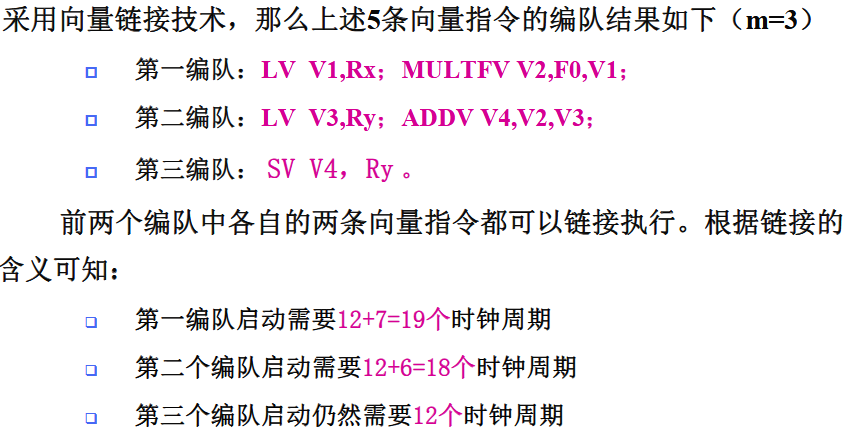 采用向量链接技术，那么上述5条向量指令的编队结果如下（m=3）
第一编队：LV V1,Rx；MULTFV V2,F0,V1；
第二编队：LV V3,Ry；ADDV V4,V2,V3；
第三编队： SV V4，Ry 。
前两个编队中各自的两条向量指令都可以链接执行。根据链接的
含义可知：
第一编队启动需要12+7=19个时钟周期
第二个编队启动需要12+6=18个时钟周期
第三个编队启动仍然需要12个时钟周期